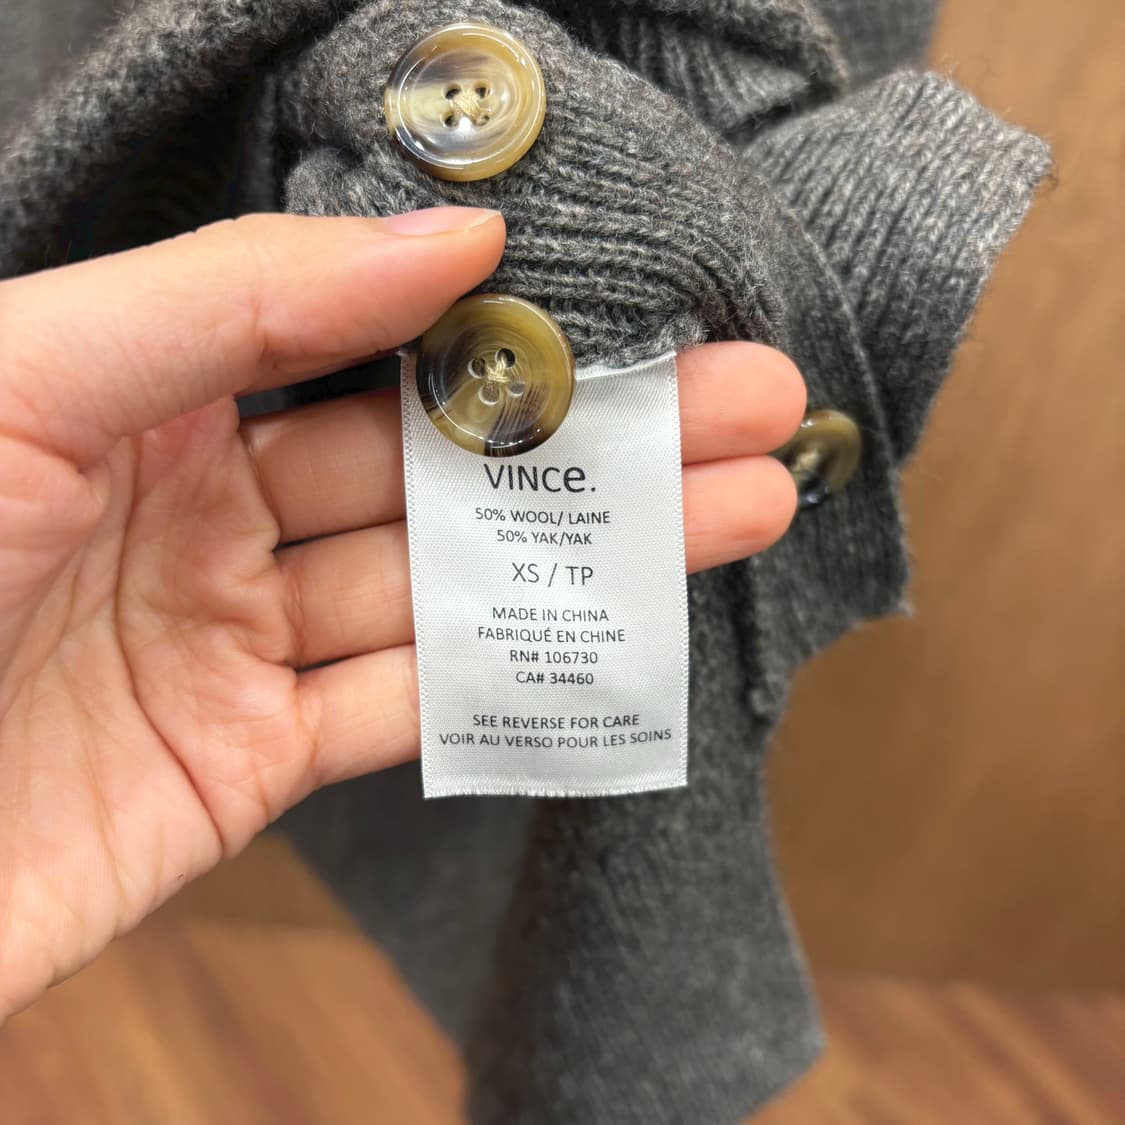 VINCe.
50% WOOL/ LAINE
50% YAK/YAK
XS / TP
MADE IN CHINA
FABRIQUÉ EN CHINE
RN# 106730
CA# 34460
SEE REVERSE FOR CARE
VOIR AU VERSO POUR LES SOINS